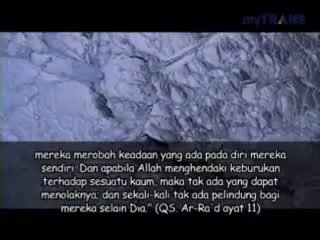 myTRANS
mereka merobah keadaan yang ada pada diri mereka
sendiri. Dan apabila Allah menghendaki keburukan
terhadap sesuatu kaum, maka tak ada yang dapat
menolaknya; dan sekali-kali tak ada pelindung bagi
mereka selain Dia." (QS. Ar-Ra`d ayat 11)